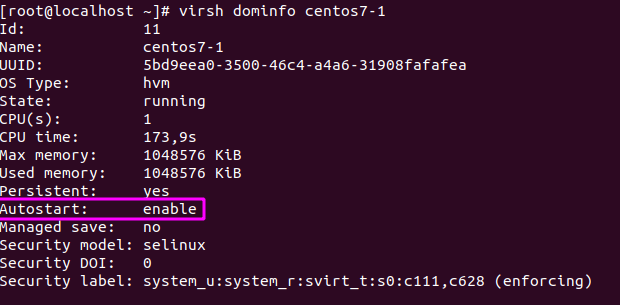 [root@localhost ~]# virsh dominfo centos7-1
Id:             11
Name:           centos7-1
UUID:           5bd9eea0-3500-46c4-a4a6-31908fafafea
OS Type:        hvm
State:          running
CPU(s):         1
CPU time:       173,9s
Max memory:     1048576 KiB
Used memory:    1048576 KiB
Persistent:     yes
Autostart:      enable
Managed save:   no
Security model: selinux
Security DOI:   0
Security label: system_u:system_r:svirt_t:s0:c111,c628 (enforcing)